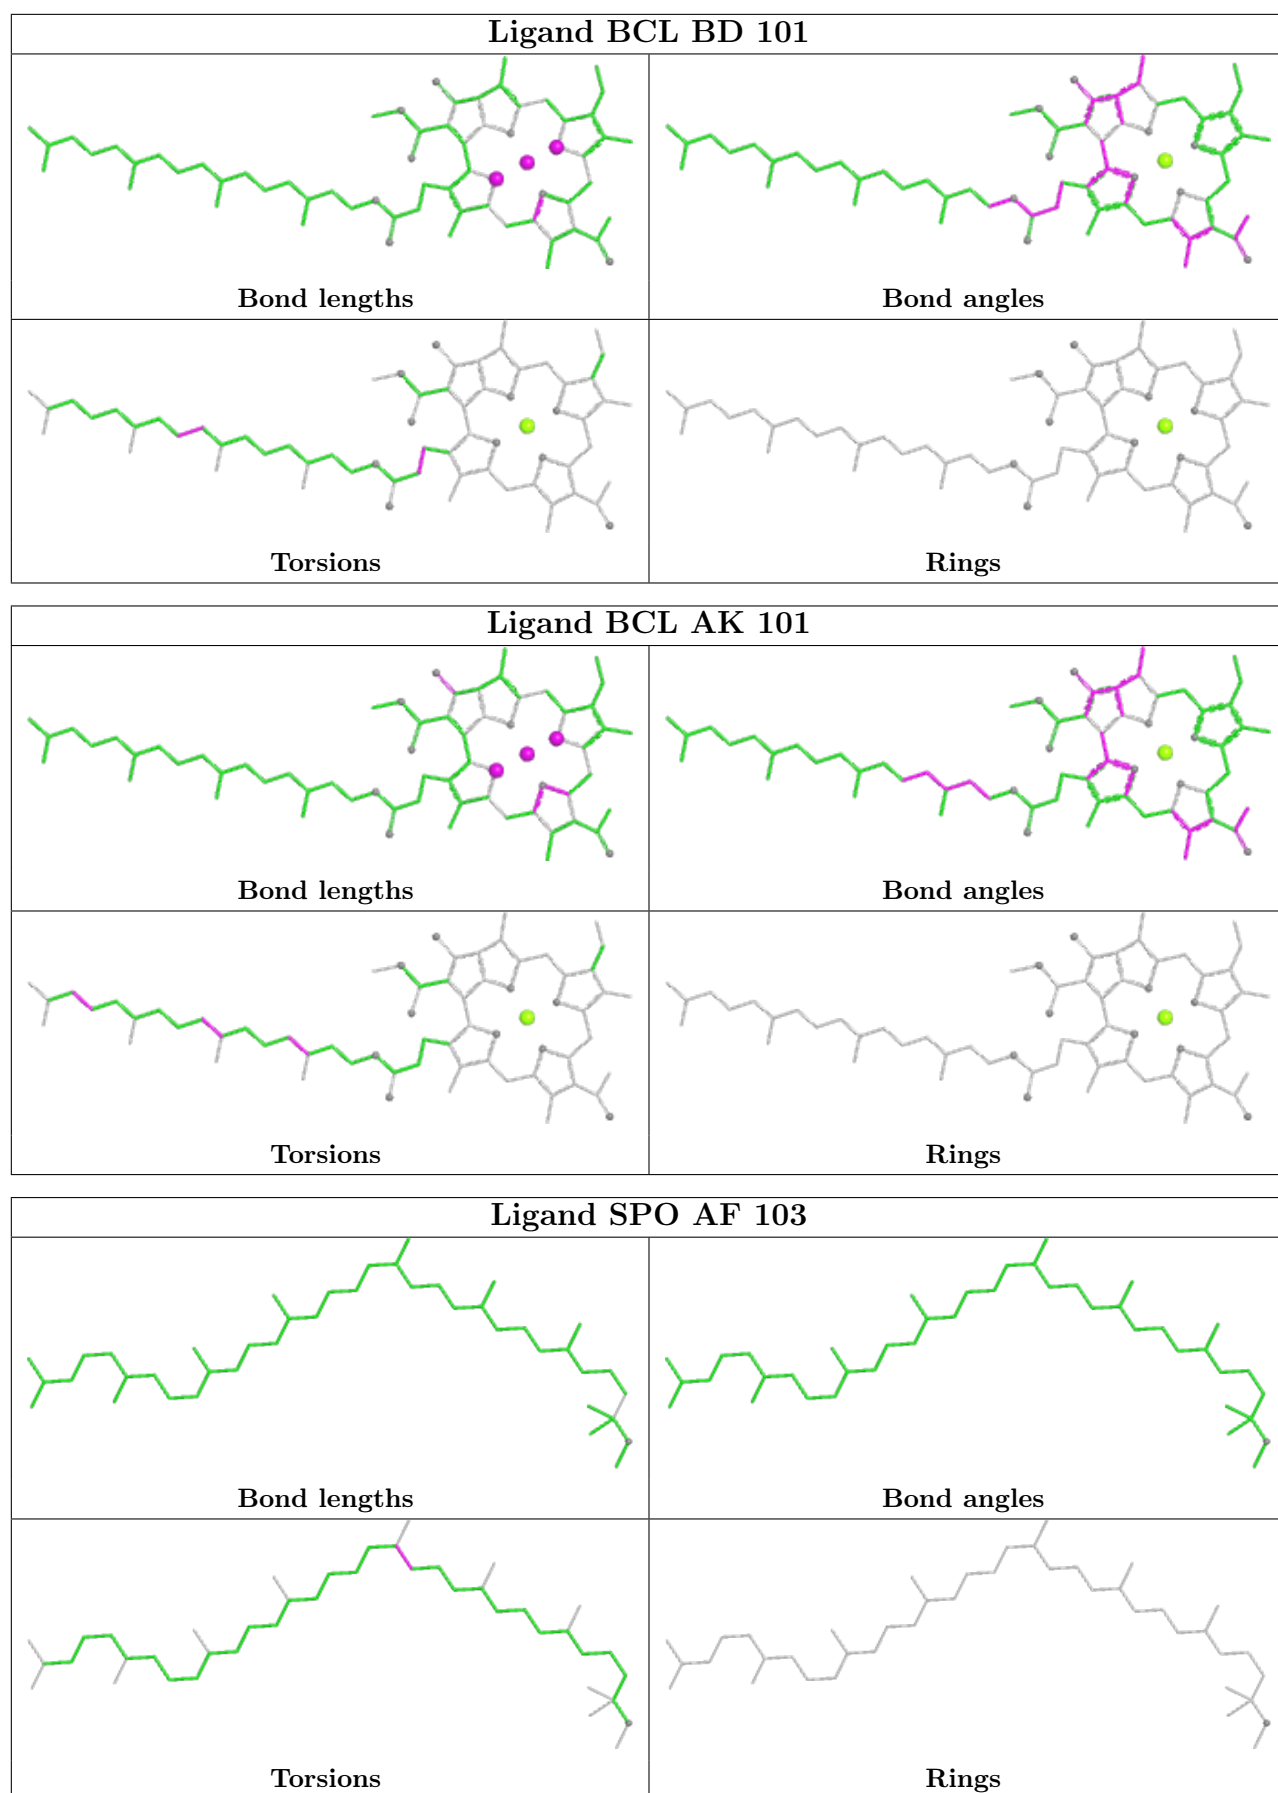 Ligand BCL BD 101
Bond lengths
Bond angles
Torsions
Rings
Ligand BCL AK 101
Bond lengths
Bond angles
Torsions
Rings
Ligand SPO AF 103
Bond lengths
Bond angles
Torsions
Rings